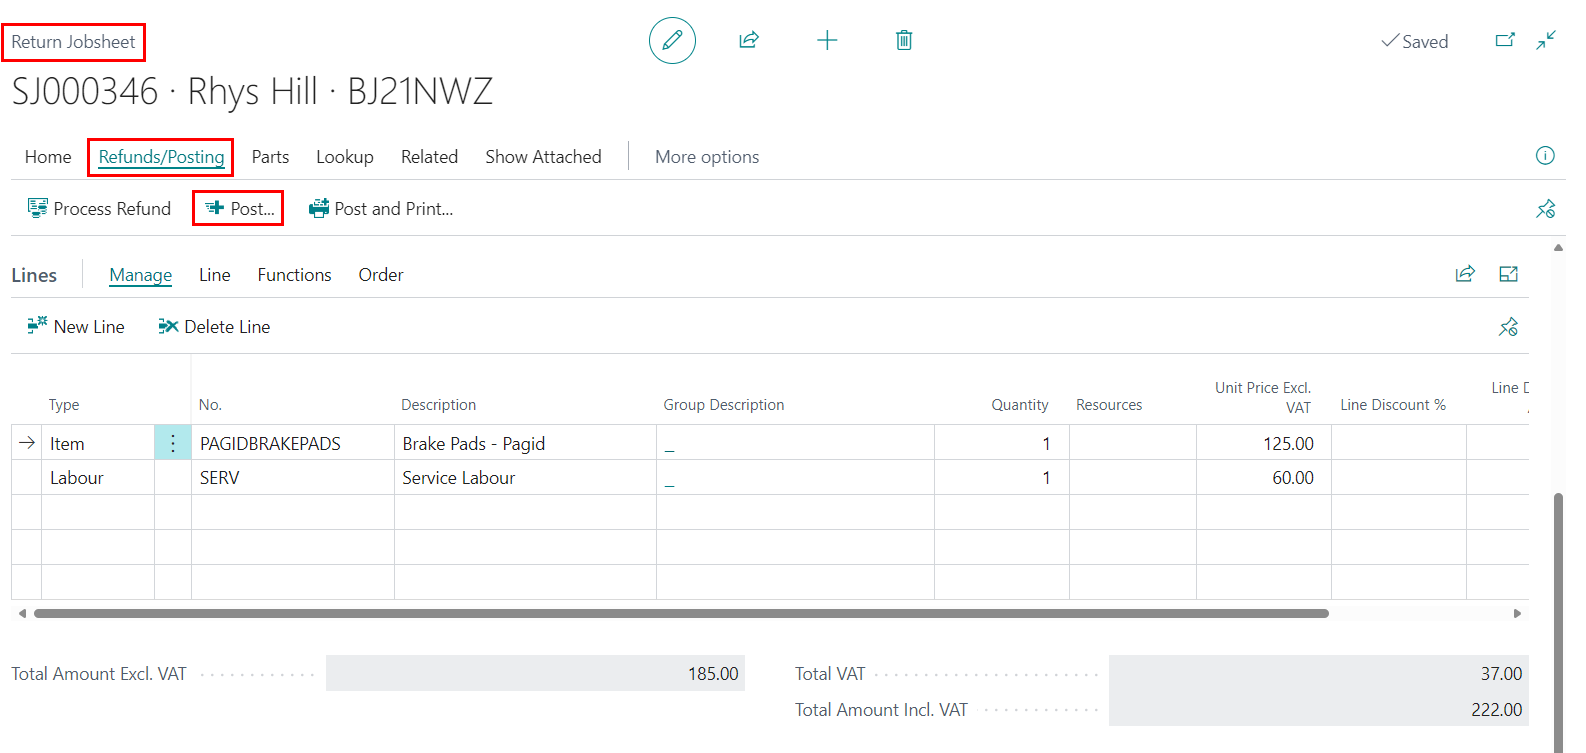 Return Jobsheet
Saved
SJ000346 · Rhys Hill · BJ21NWZ
Home Refunds/Posting Parts Lookup Related Show Attached More options
Process Refund Post... Post and Print...
Lines Manage Line Functions Order
New Line Delete Line
Type No. Description Group Description Quantity Resources Unit Price Excl. VAT Line Discount % Line
Item PAGIDBRAKEPADS Brake Pads - Pagid _ 1 125.00
Labour SERV Service Labour _ 1 60.00
Total Amount Excl. VAT 185.00 Total VAT 37.00
Total Amount Incl. VAT 222.00